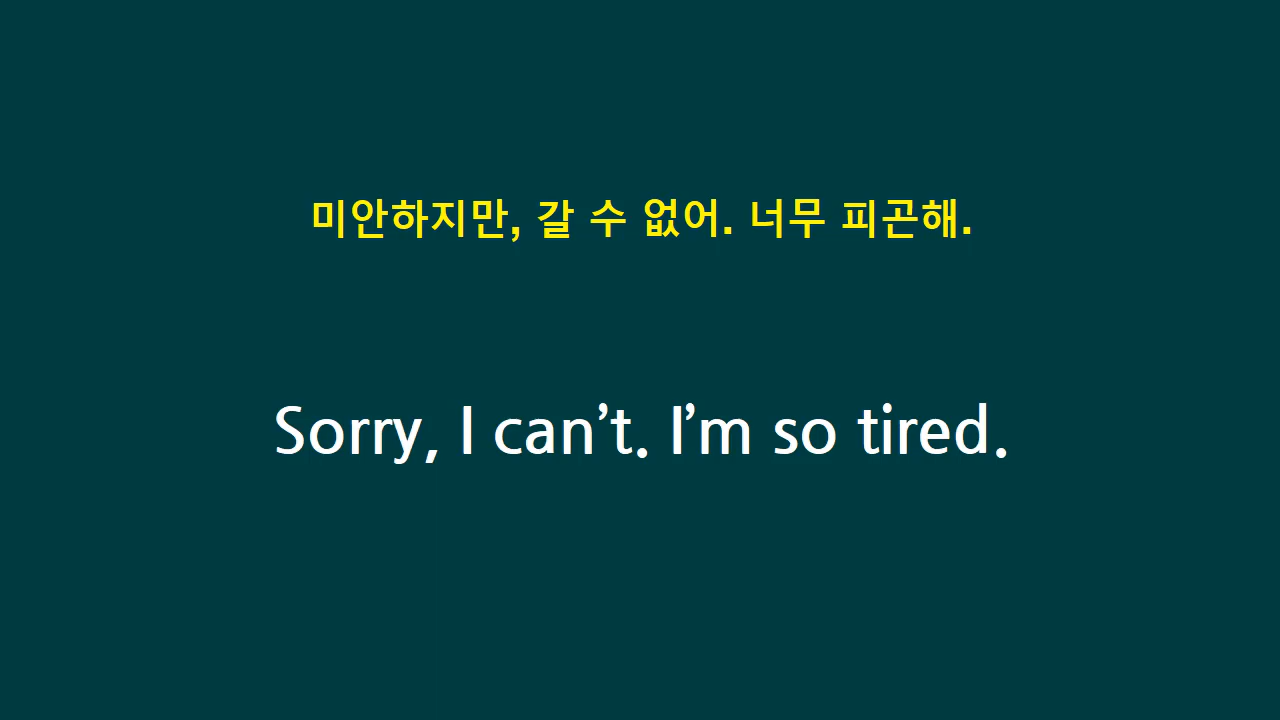 미안하지만, 갈 수 없어. 너무 피곤해.
Sorry, I can’t. I’m so tired.